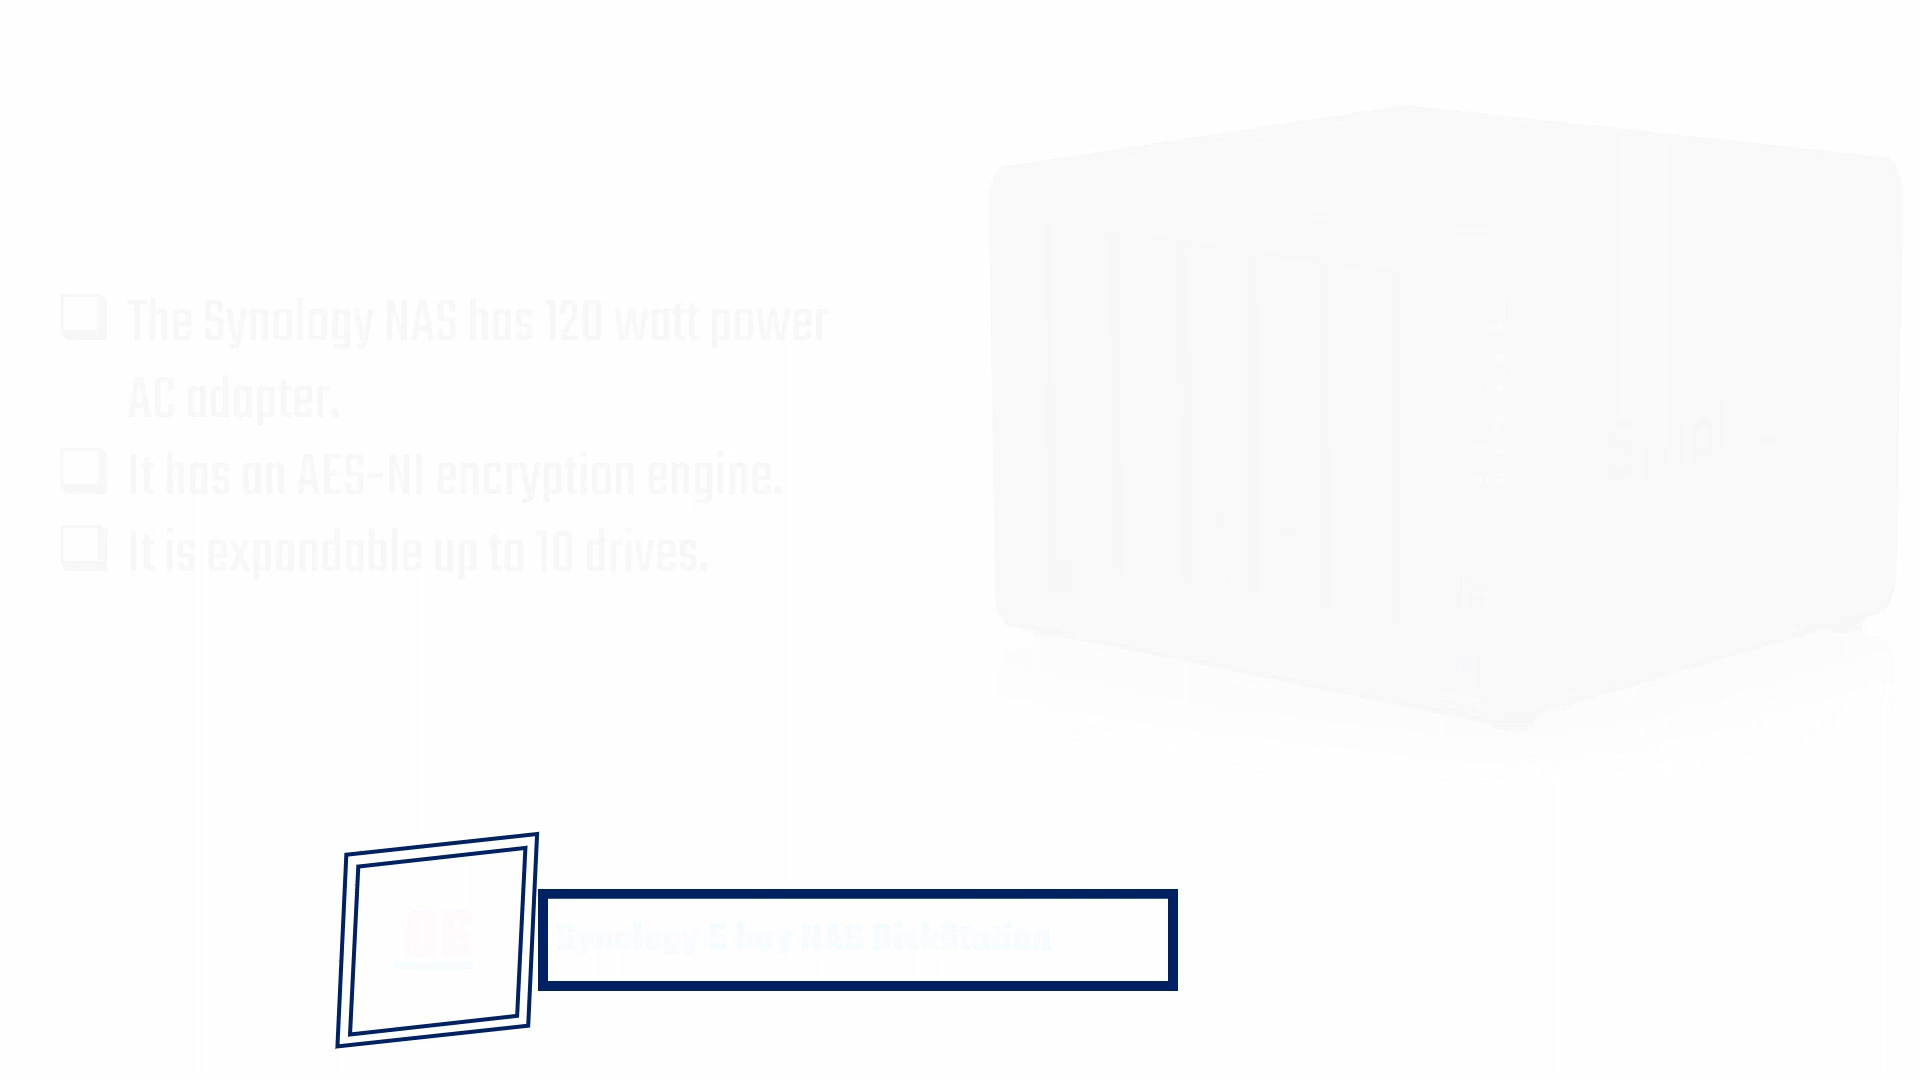 The Synology NAS has 120 watt power
AC adapter.
It has an AES-NI encryption engine.
It is expandable up to 10 drives.
Synology 5 bay NAS DiskStation